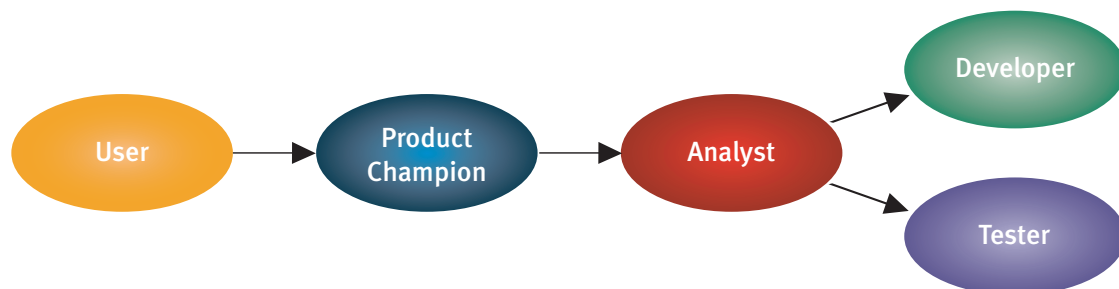 User
Product
Champion
Analyst
Developer
Tester